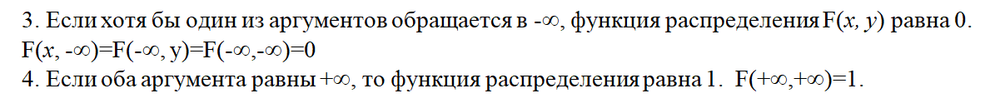 3. Если хотя бы один из аргументов обращается в -∞, функция распределения F(x, y) равна 0.
F(x, -∞)=F(-∞, y)=F(-∞,-∞)=0
4. Если оба аргумента равны +∞, то функция распределения равна 1. F(+∞,+∞)=1.